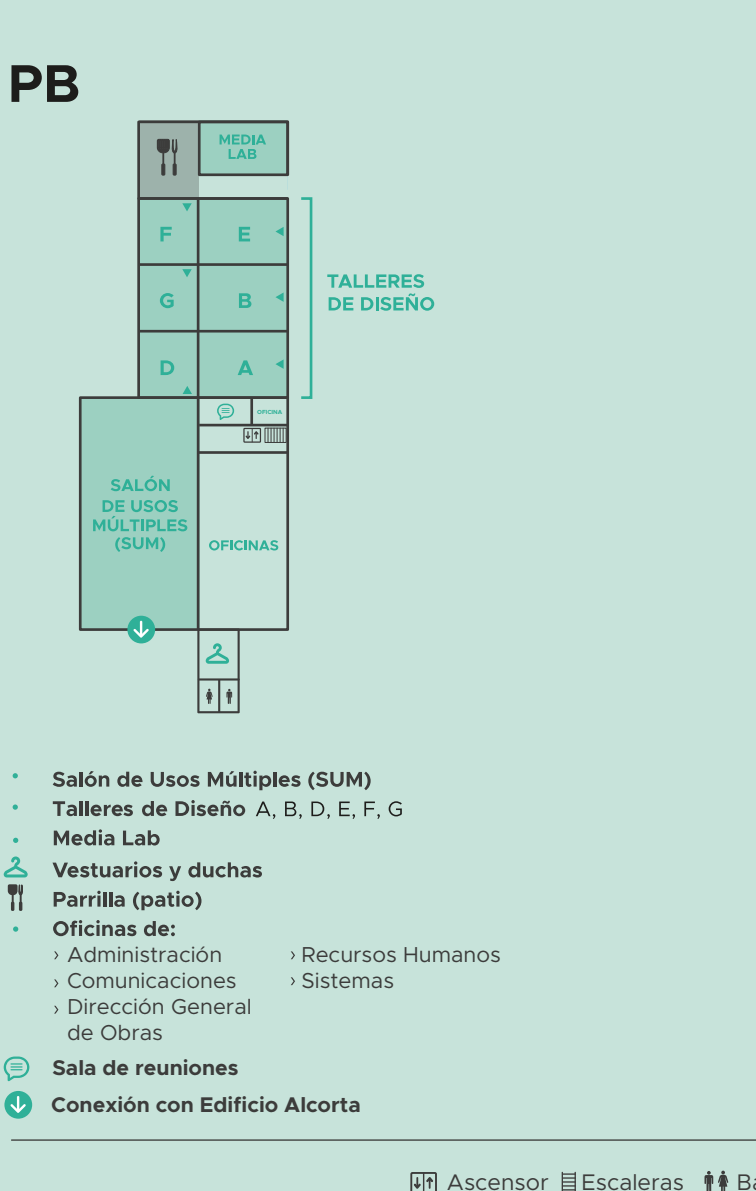 PB
MEDIA
LAB
F
E
G
B
D
A
TALLERES
DE DISEÑO
OFICINA
SALÓN
DE USOS
MÚLTIPLES
(SUM)
OFICINAS
• Salón de Usos Múltiples (SUM)
• Talleres de Diseño A, B, D, E, F, G
• Media Lab
Vestuarios y duchas
Parrilla (patio)
• Oficinas de:
› Administración
› Comunicaciones
› Dirección General
de Obras
› Recursos Humanos
› Sistemas
Sala de reuniones
Conexión con Edificio Alcorta
Ascensor Escaleras Ba